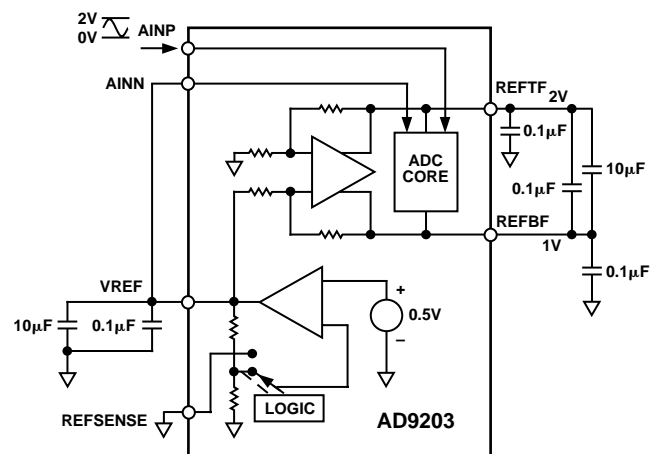 2V
0V
AINP
AINN
REFTF
2V
0.1μF
10μF
0.1μF
ADC
CORE
REFBF
1V
0.1μF
VREF
10μF
0.1μF
+
0.5V
–
REFSENSE
LOGIC
AD9203